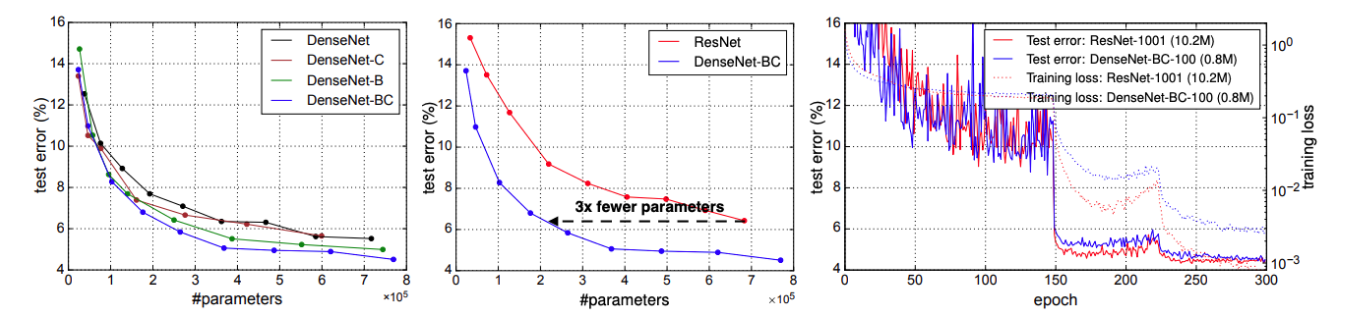 16
14
12
10
8
6
4
test error (%)
DenseNet
DenseNet-C
DenseNet-B
DenseNet-BC
0 1 2 3 4 5 6 7 8
#parameters
×10⁵
16
14
12
10
8
6
4
test error (%)
ResNet
DenseNet-BC
3x fewer parameters
0 1 2 3 4 5 6 7 8
#parameters
×10⁵
16
14
12
10
8
6
4
test error (%)
Test error: ResNet-1001 (10.2M)
Test error: DenseNet-BC-100 (0.8M)
Training loss: ResNet-1001 (10.2M)
Training loss: DenseNet-BC-100 (0.8M)
10⁰
10⁻¹
10⁻²
10⁻³
training loss
0 50 100 150 200 250 300
epoch